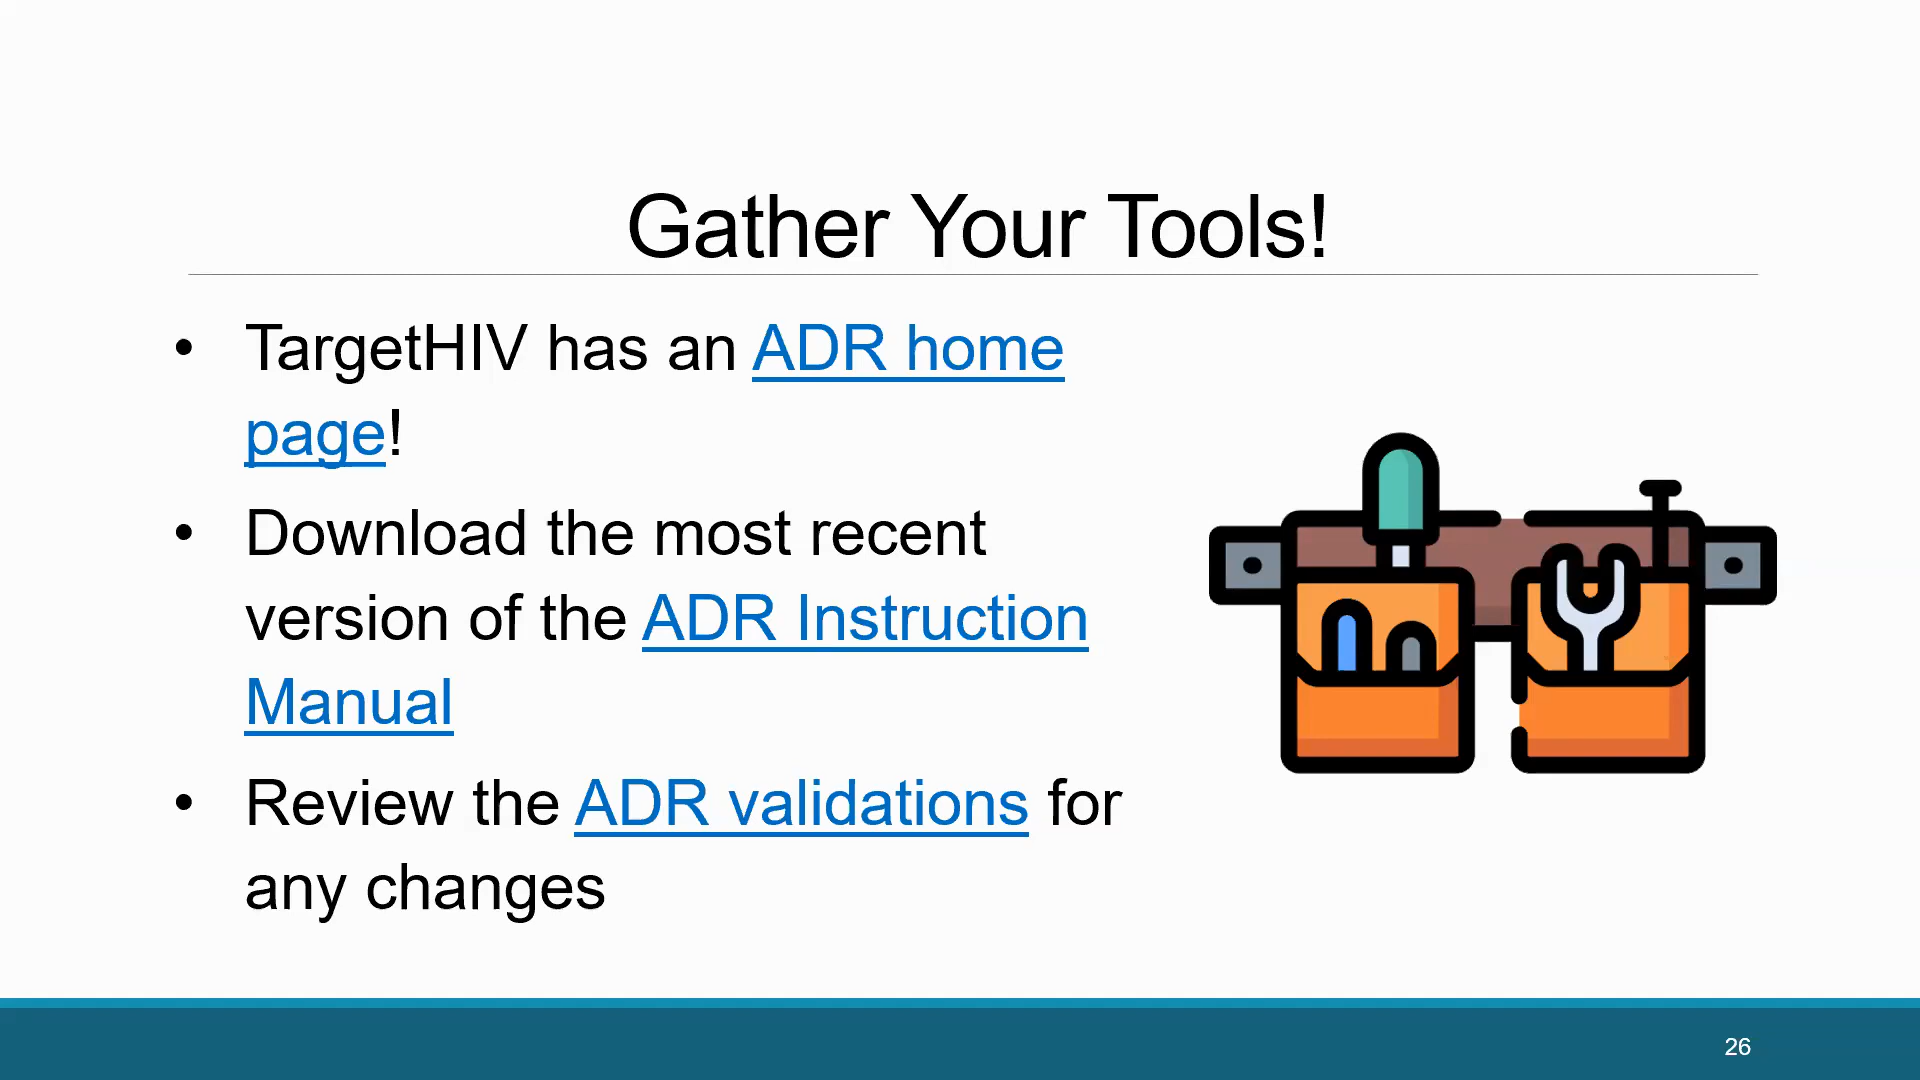 Gather Your Tools!
• TargetHIV has an ADR home
page!
• Download the most recent
version of the ADR Instruction
Manual
• Review the ADR validations for
any changes
26